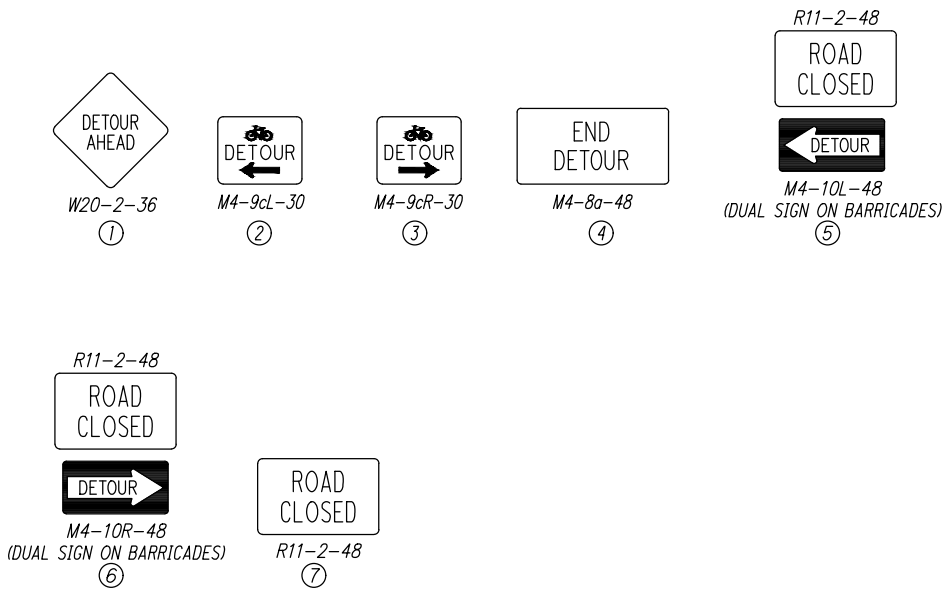 DETOUR
AHEAD
W20-2-36
1
DETOUR
M4-9cL-30
2
DETOUR
M4-9cR-30
3
END
DETOUR
M4-8a-48
4
R11-2-48
ROAD
CLOSED
DETOUR
M4-10L-48
(DUAL SIGN ON BARRICADES)
5
R11-2-48
ROAD
CLOSED
DETOUR
M4-10R-48
(DUAL SIGN ON BARRICADES)
6
ROAD
CLOSED
R11-2-48
7